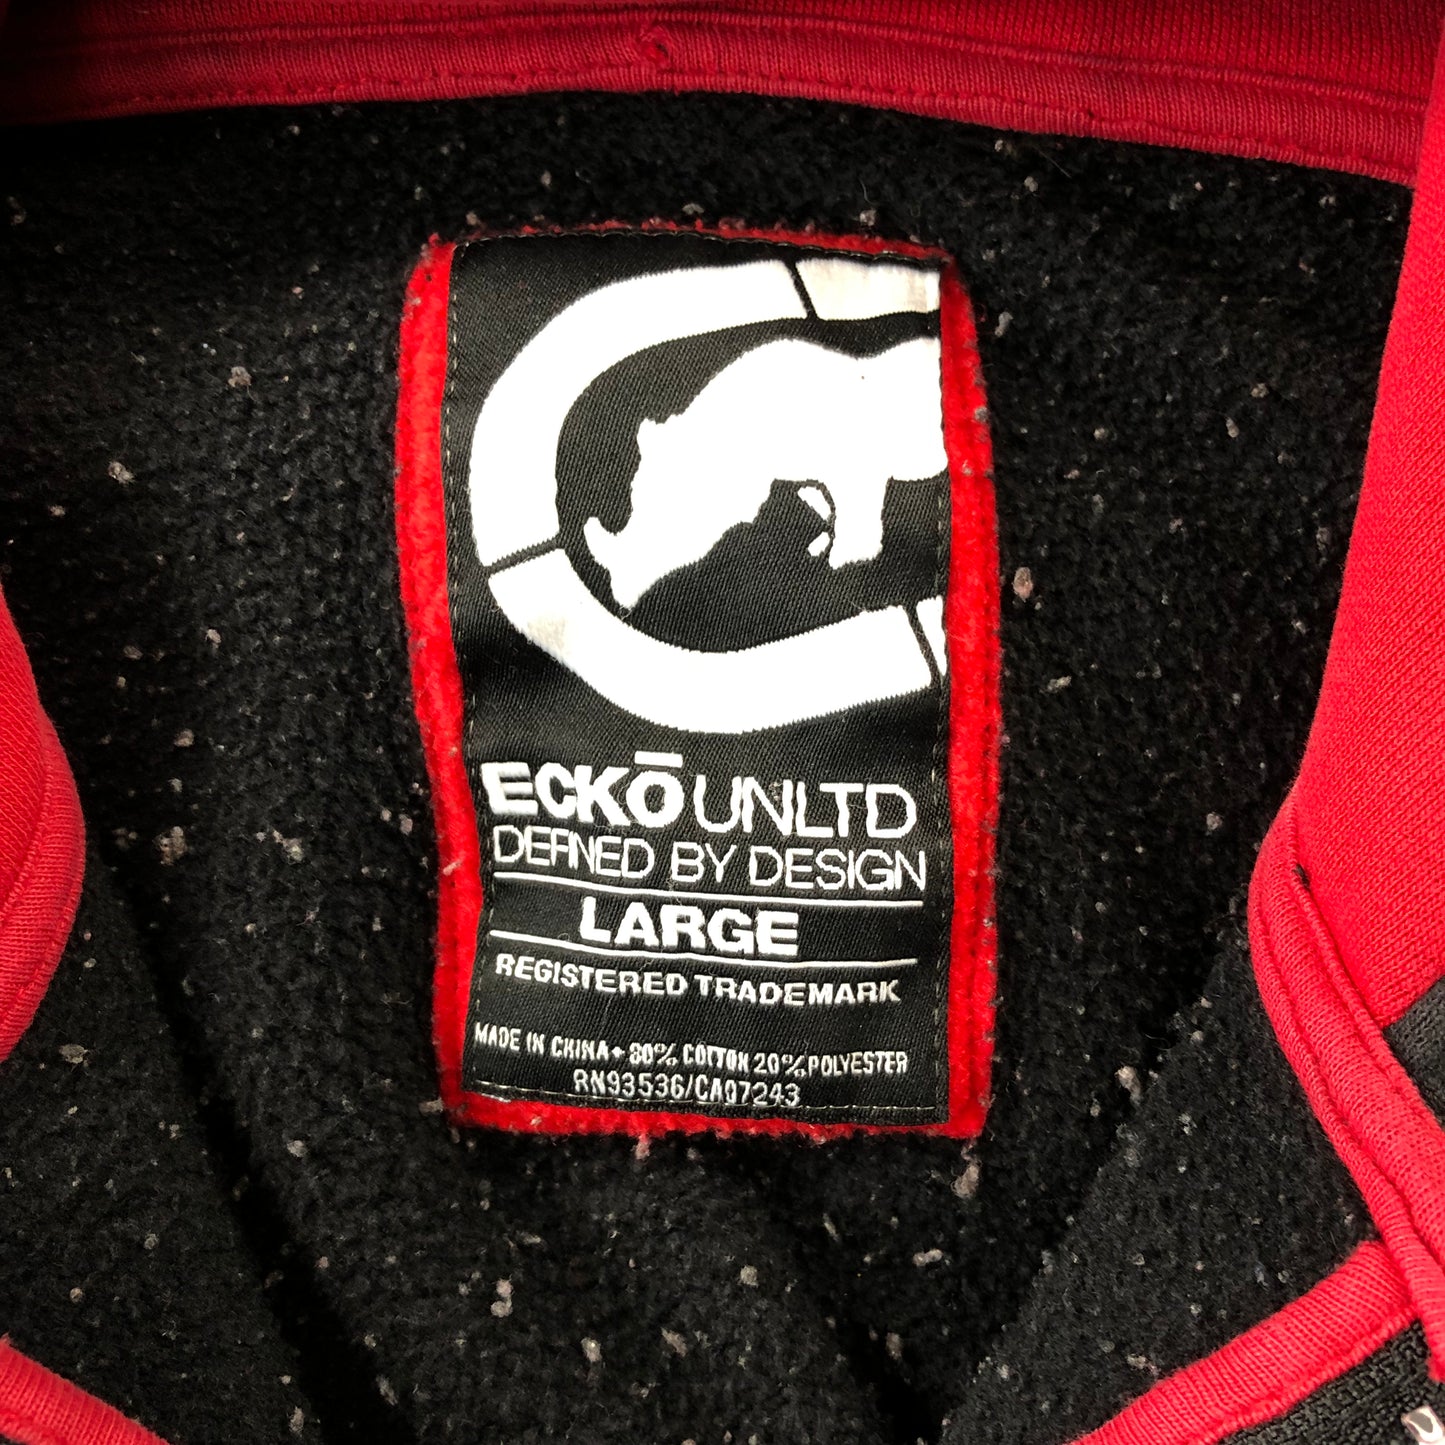 ECKŌ UNLTD
DEFINED BY DESIGN
LARGE
REGISTERED TRADEMARK
MADE IN CHINA • 80% COTTON 20% POLYESTER
RN93536/CA07243